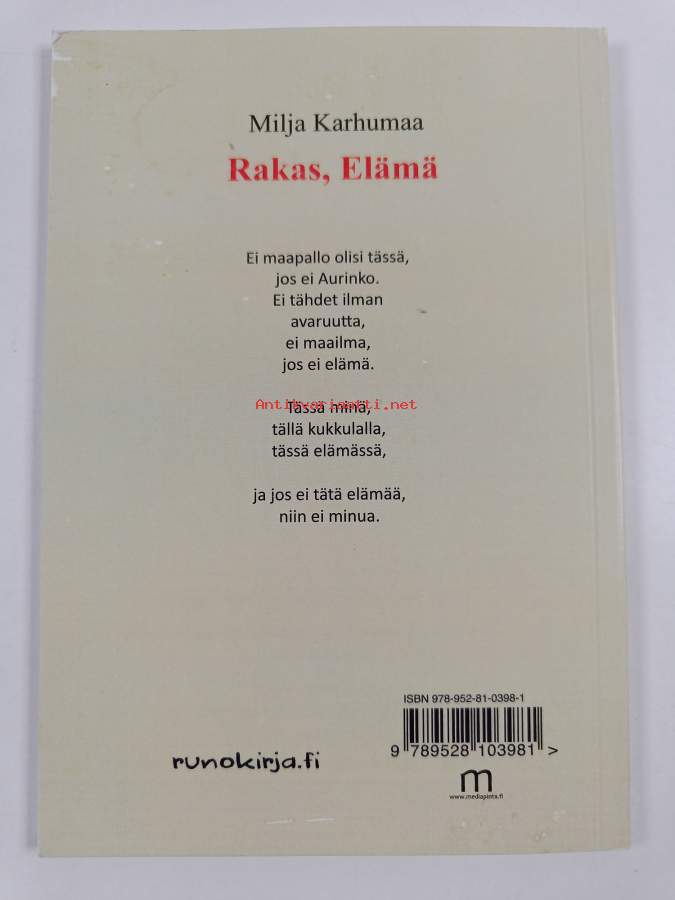 Milja Karhumaa
Rakas, Elämä
Ei maapallo olisi tässä,
jos ei Aurinko.
Ei tähdet ilman
avaruutta,
ei maailma,
jos ei elämä.
Antikvariaatti.net
Tässä minä,
tällä kukkulalla,
tässä elämässä,
ja jos ei tätä elämää,
niin ei minua.
ISBN 978-952-81-0398-1
9 789528 103981 >
runokirja.fi
m
www.mediapinta.fi